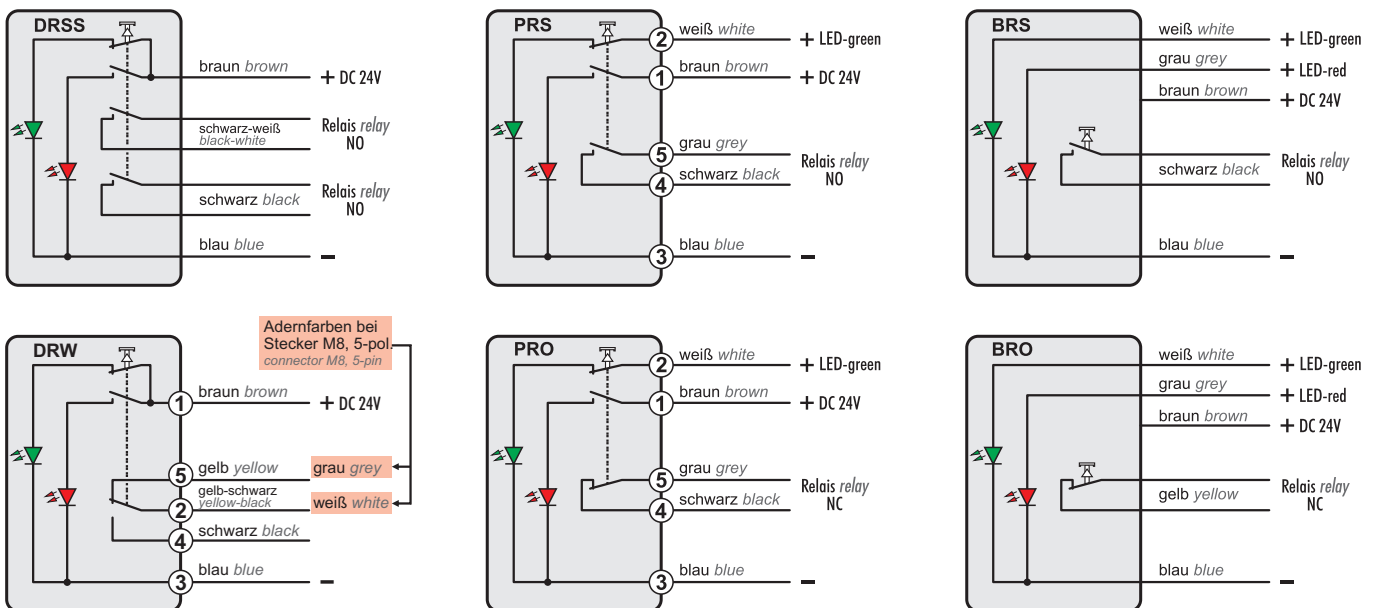 DRSS
braun brown
+ DC 24V
schwarz-weiß
black-white
Relais relay
NO
schwarz black
Relais relay
NO
blau blue
−
PRS
2 weiß white + LED-green
1 braun brown + DC 24V
5 grau grey
4 schwarz black
Relais relay
NO
3 blau blue −
BRS
weiß white + LED-green
grau grey + LED-red
braun brown + DC 24V
schwarz black
Relais relay
NO
blau blue −
Adernfarben bei
Stecker M8, 5-pol.
connector M8, 5-pin
DRW
1 braun brown + DC 24V
5 gelb yellow grau grey
gelb-schwarz
2 yellow-black weiß white
4 schwarz black
3 blau blue −
PRO
2 weiß white + LED-green
1 braun brown + DC 24V
5 grau grey
4 schwarz black
Relais relay
NC
3 blau blue −
BRO
weiß white + LED-green
grau grey + LED-red
braun brown + DC 24V
gelb yellow
Relais relay
NC
blau blue −